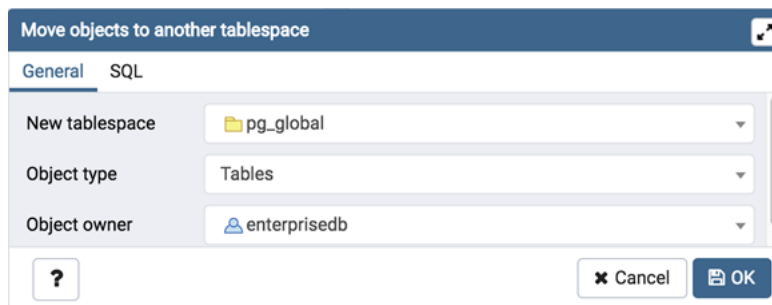 Move objects to another tablespace
General SQL
New tablespace pg_global
Object type Tables
Object owner enterprisedb
? Cancel OK